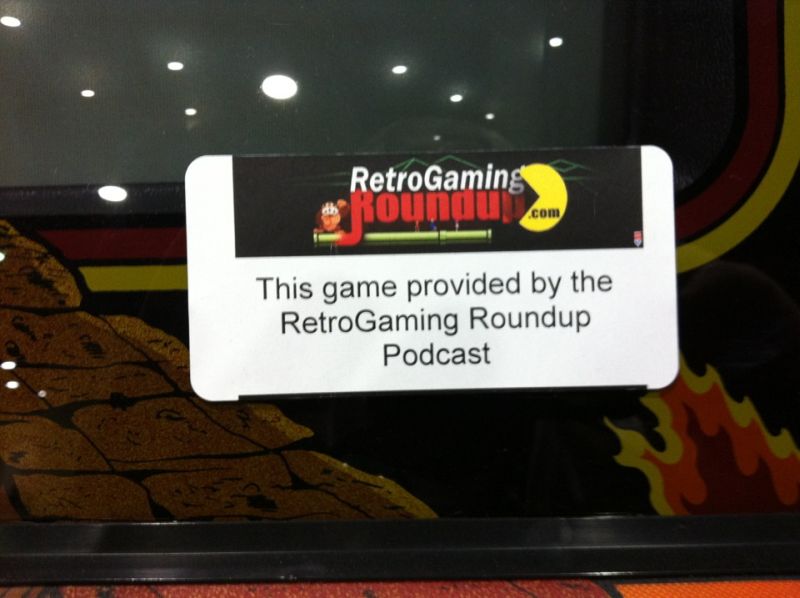 RetroGaming
Roundup
.com
This game provided by the
RetroGaming Roundup
Podcast